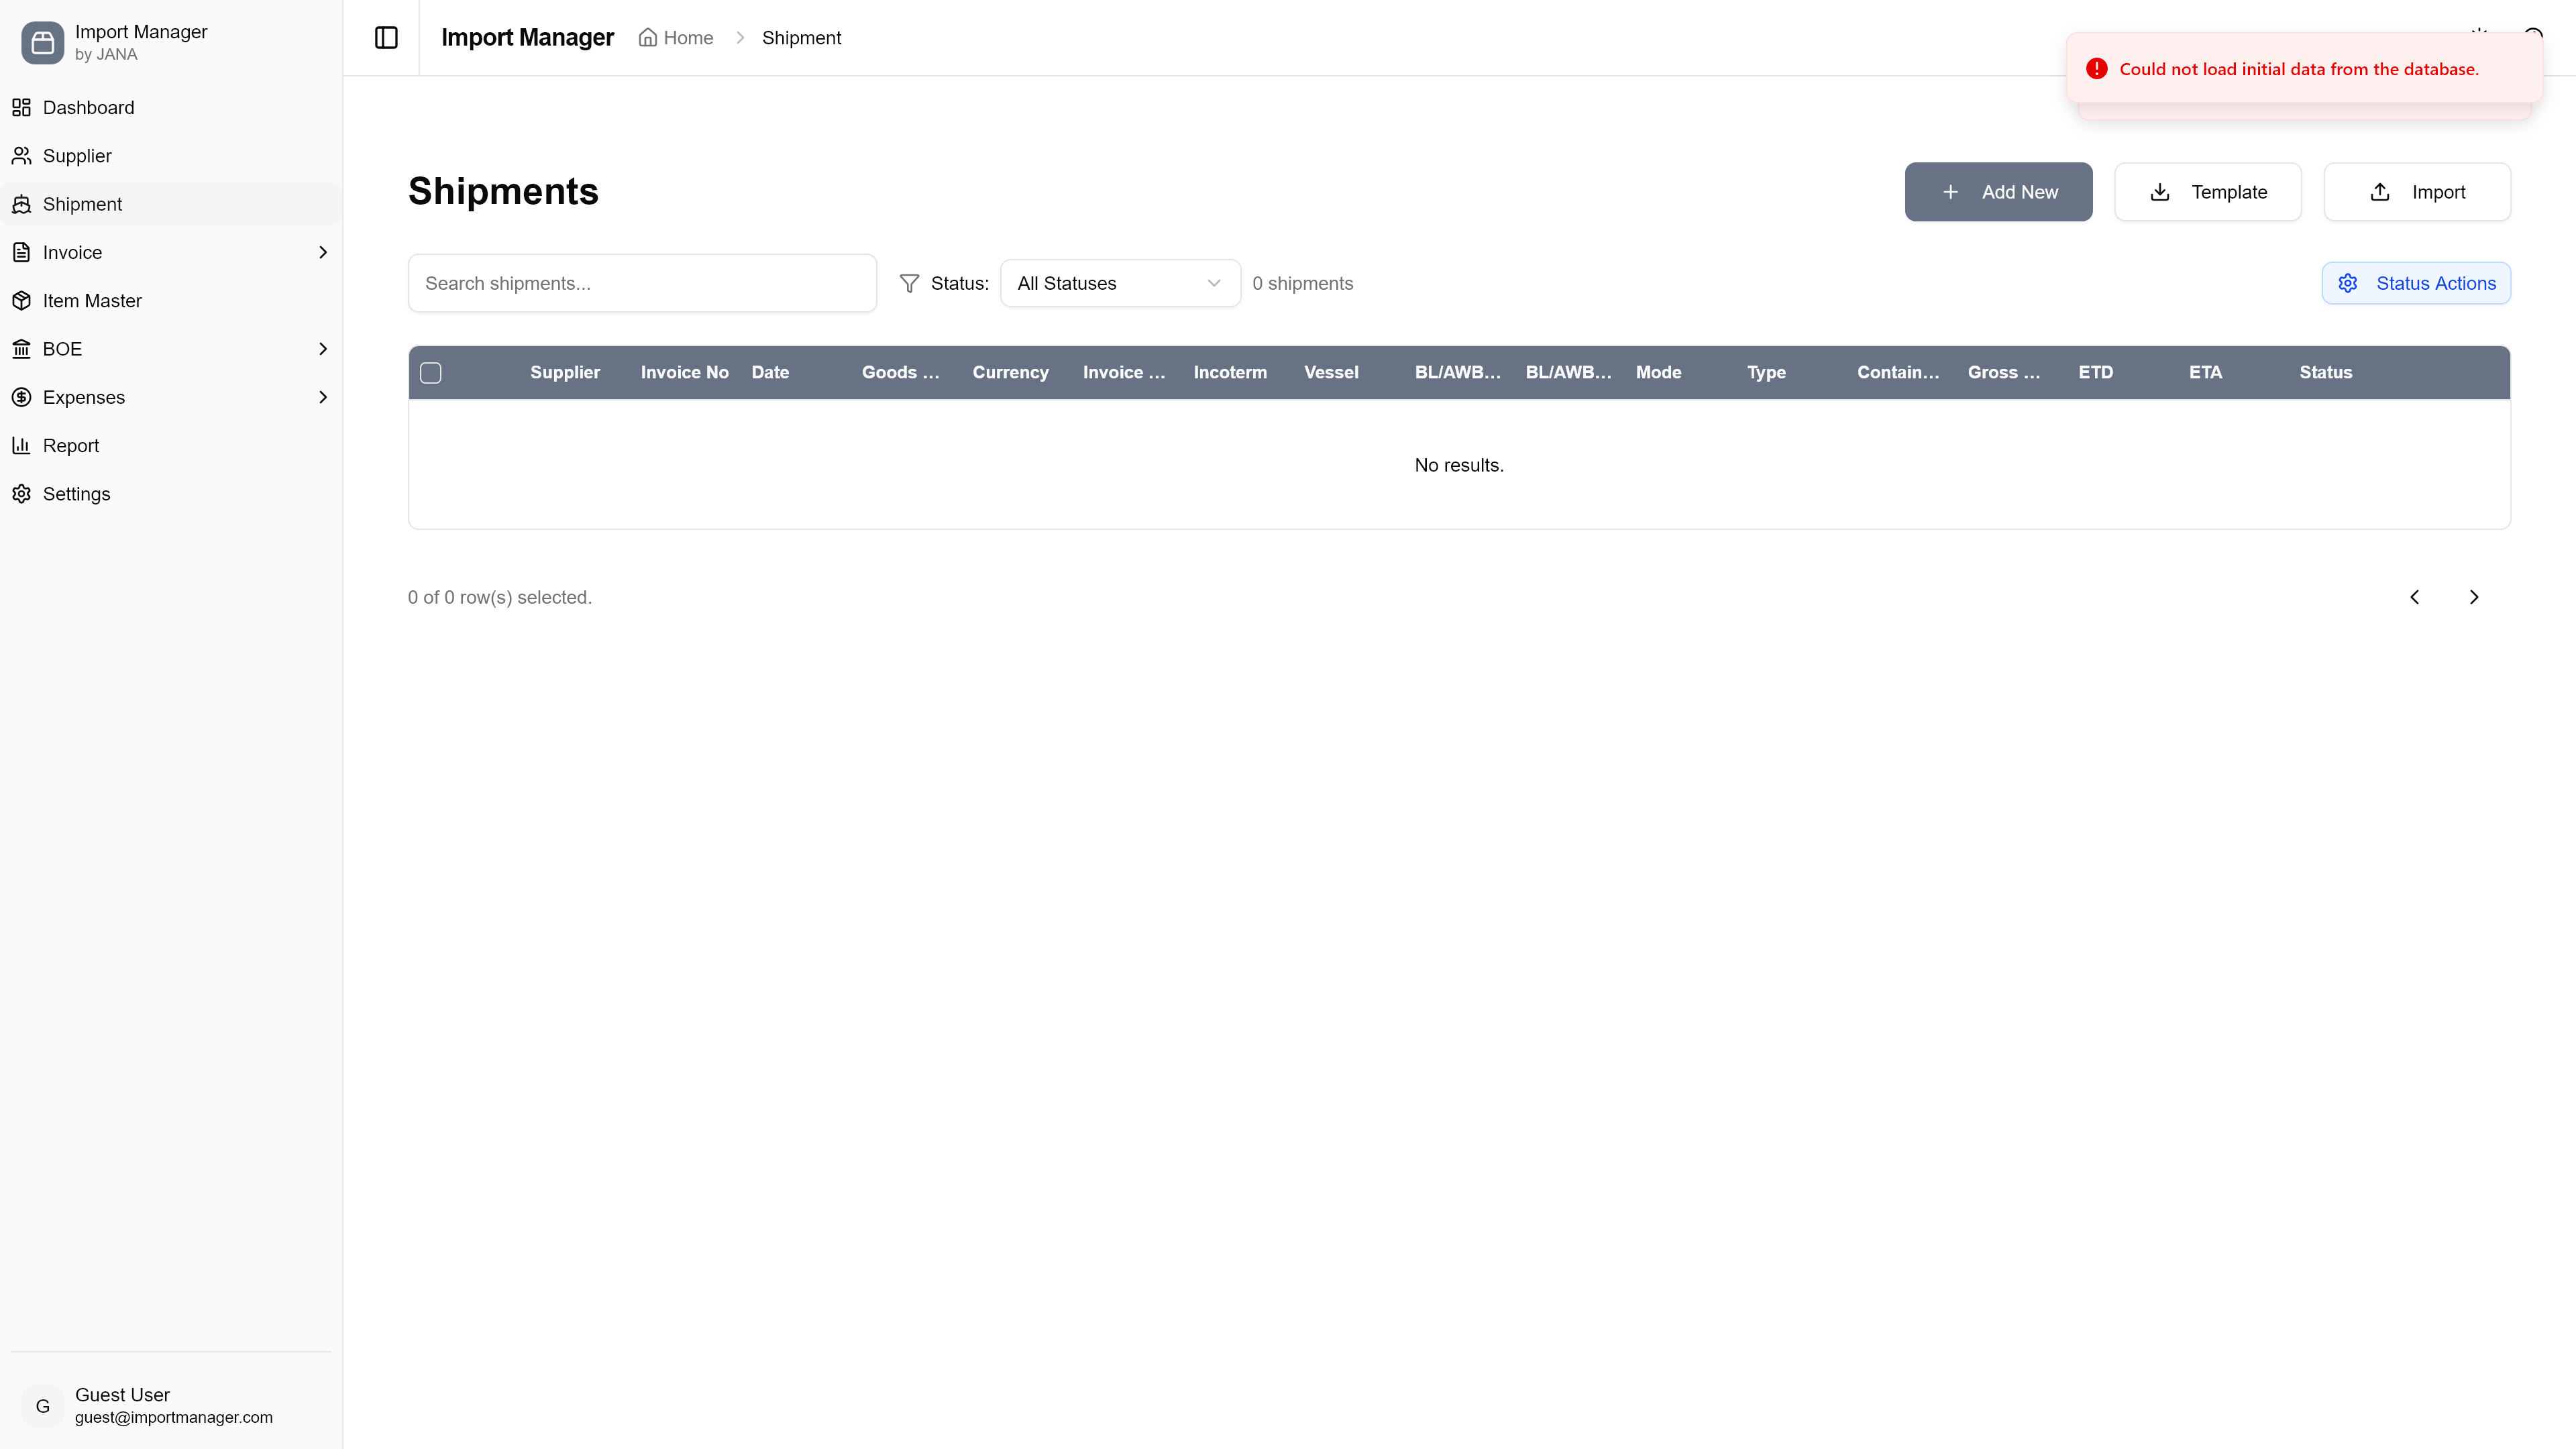 Import Manager
by JANA
Dashboard
Supplier
Shipment
Invoice
Item Master
BOE
Expenses
Report
Settings
Guest User
G
guest@importmanager.com
Import Manager
Home
Shipment
Could not load initial data from the database.
Shipments
Add New
Template
Import
Search shipments...
Status:
All Statuses
0 shipments
Status Actions
Supplier Invoice No Date Goods ... Currency Invoice ... Incoterm Vessel BL/AWB... BL/AWB... Mode Type Contain... Gross ... ETD ETA Status
No results.
0 of 0 row(s) selected.